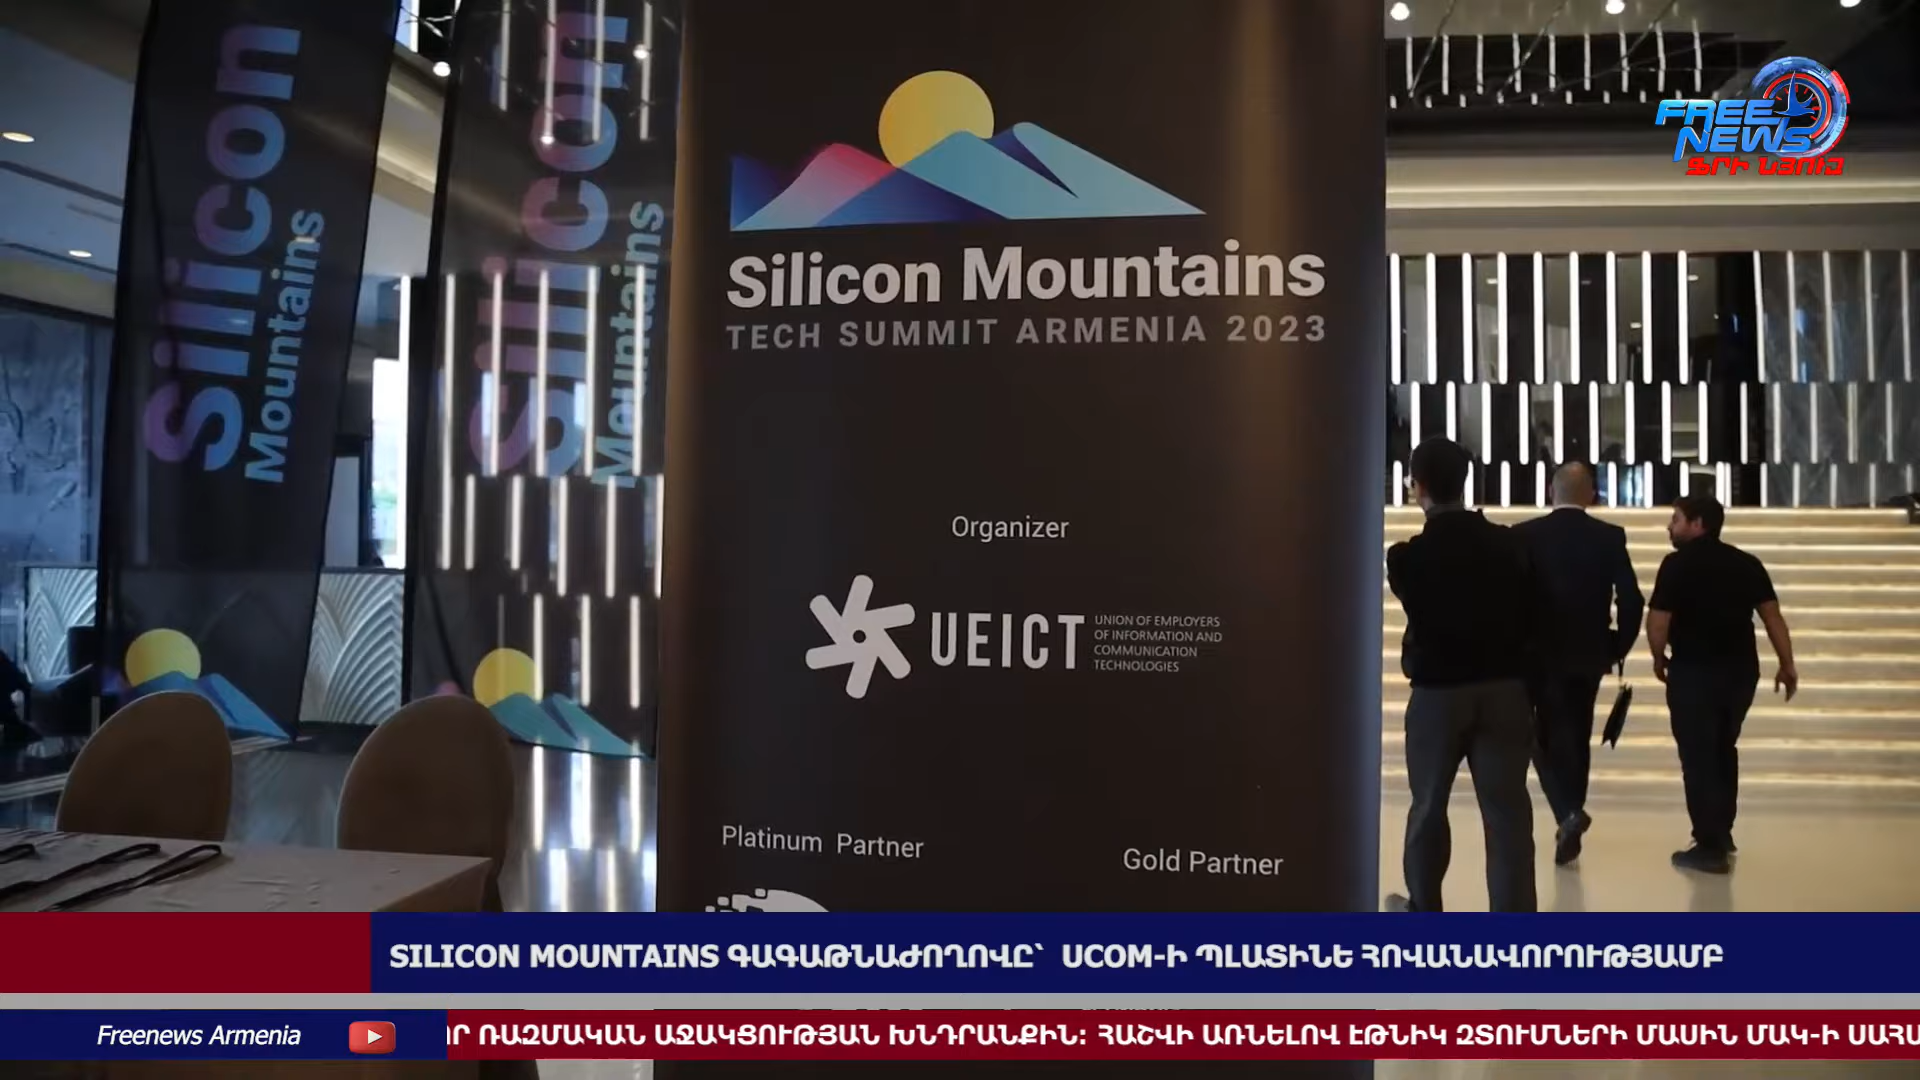 Silicon
Mountains
Silicon
Mountains
Silicon Mountains
TECH SUMMIT ARMENIA 2023
Organizer
UEICT
UNION OF EMPLOYERS
OF INFORMATION AND
COMMUNICATION
TECHNOLOGIES
Platinum Partner
Gold Partner
FREE
NEWS
ՖՐԻ ՆՅՈՒԶ
SILICON MOUNTAINS ԳԱԳԱԹՆԱԺՈՂՈՎԸ՝ UCOM-Ի ՊԼԱՏԻՆԵ ՀՈՎԱՆԱՎՈՐՈՒԹՅԱՄԲ
Freenews Armenia
ՌԱԶՄԱԿԱՆ ԱՋԱԿՑՈՒԹՅԱՆ ԽՆԴՐԱՆՔԻՆ: ՀԱՇՎԻ ԱՌՆԵԼՈՎ ԷԹՆԻԿ ԶՏՈՒՄՆԵՐԻ ՄԱՍԻՆ ՄԱԿ-Ի